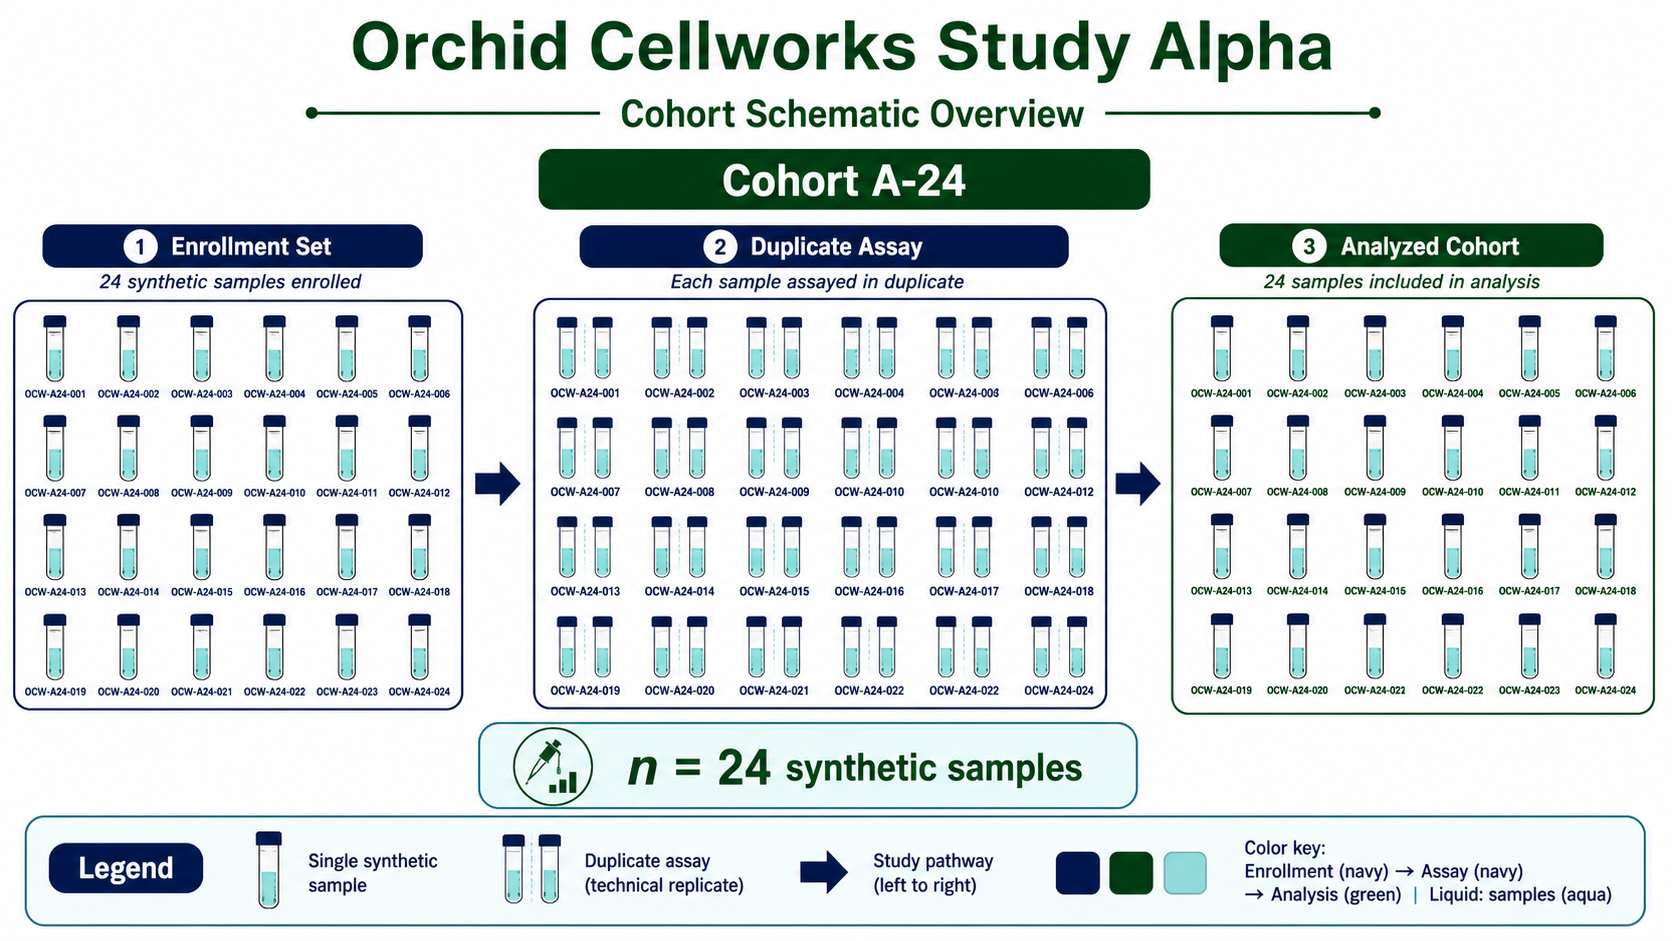 Orchid Cellworks Study Alpha
Cohort Schematic Overview
Cohort A-24
1 Enrollment Set
24 synthetic samples enrolled
OCW-A24-001 OCW-A24-002 OCW-A24-003 OCW-A24-004 OCW-A24-005 OCW-A24-006
OCW-A24-007 OCW-A24-008 OCW-A24-009 OCW-A24-010 OCW-A24-011 OCW-A24-012
OCW-A24-013 OCW-A24-014 OCW-A24-015 OCW-A24-016 OCW-A24-017 OCW-A24-018
OCW-A24-019 OCW-A24-020 OCW-A24-021 OCW-A24-022 OCW-A24-023 OCW-A24-024
2 Duplicate Assay
Each sample assayed in duplicate
OCW-A24-001 OCW-A24-002 OCW-A24-003 OCW-A24-004 OCW-A24-006
OCW-A24-007 OCW-A24-008 OCW-A24-009 OCW-A24-010 OCW-A24-010 OCW-A24-012
OCW-A24-013 OCW-A24-014 OCW-A24-015 OCW-A24-016 OCW-A24-017 OCW-A24-018
OCW-A24-019 OCW-A24-020 OCW-A24-021 OCW-A24-022 OCW-A24-022 OCW-A24-024
3 Analyzed Cohort
24 samples included in analysis
OCW-A24-001 OCW-A24-002 OCW-A24-003 OCW-A24-004 OCW-A24-005 OCW-A24-006
OCW-A24-007 OCW-A24-008 OCW-A24-009 OCW-A24-010 OCW-A24-011 OCW-A24-012
OCW-A24-013 OCW-A24-014 OCW-A24-015 OCW-A24-016 OCW-A24-017 OCW-A24-018
OCW-A24-019 OCW-A24-020 OCW-A24-022 OCW-A24-023 OCW-A24-024
n = 24 synthetic samples
Legend
Single synthetic
sample
Duplicate assay
(technical replicate)
Study pathway
(left to right)
Color key:
Enrollment (navy) → Assay (navy)
→ Analysis (green) | Liquid: samples (aqua)